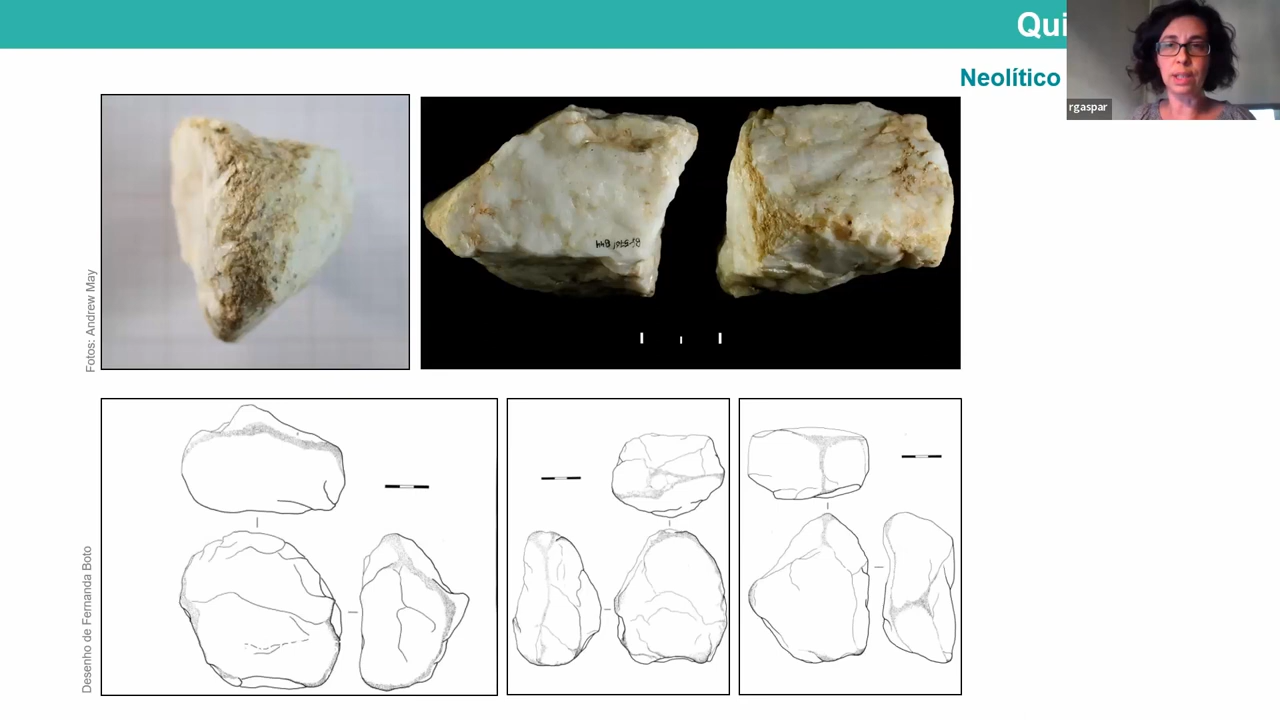 Qui
Neolítico
rgaspar
Fotos: Andrew May
Desenho de Fernanda Boto